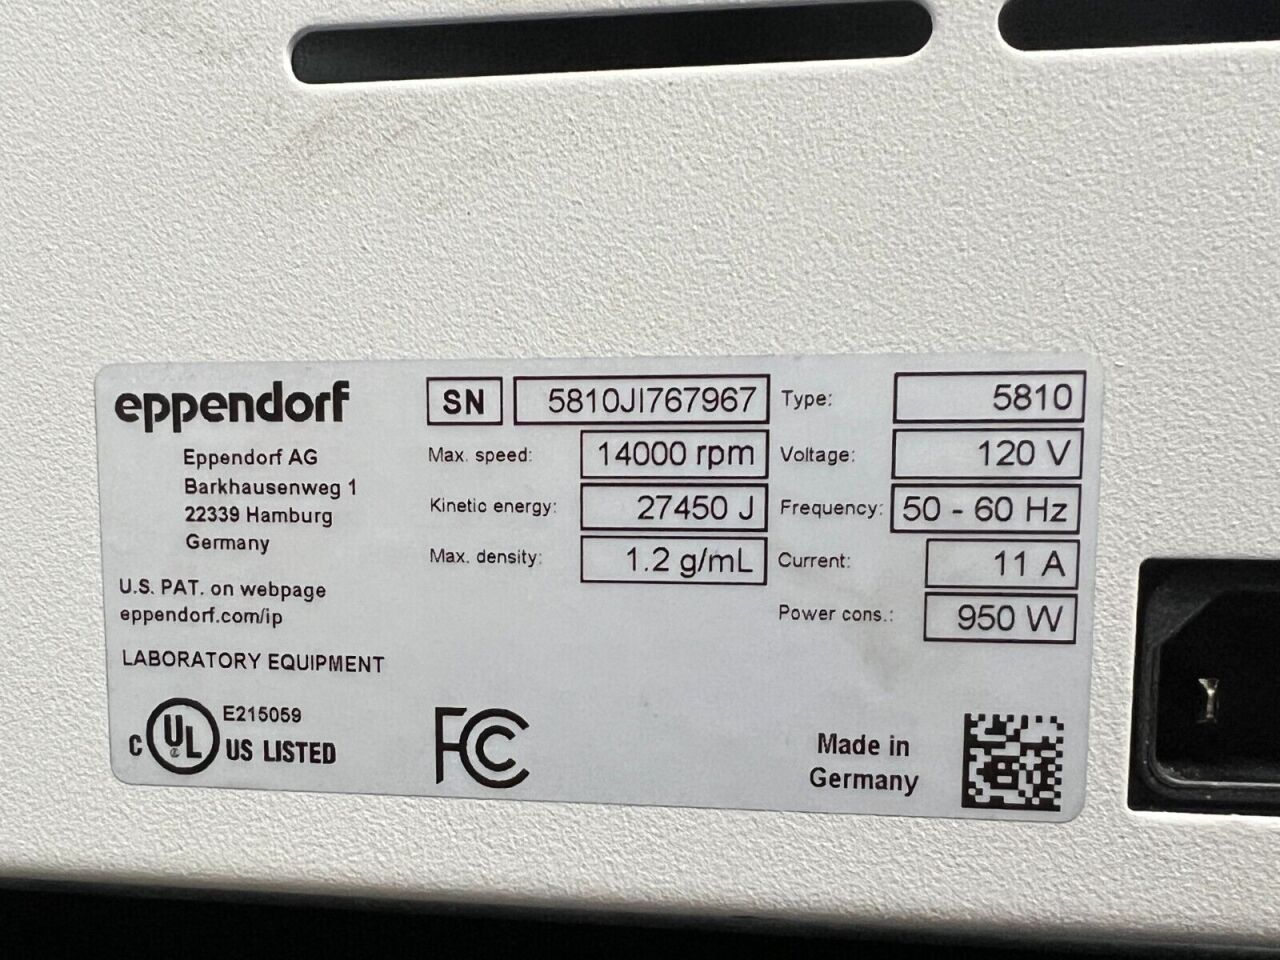 eppendorf
Eppendorf AG
Barkhausenweg 1
22339 Hamburg
Germany
U.S. PAT. on webpage
eppendorf.com/ip
LABORATORY EQUIPMENT
C UL US LISTED
E215059
FC
SN 5810JI767967
Max. speed: 14000 rpm
Kinetic energy: 27450 J
Max. density: 1.2 g/mL
Type: 5810
Voltage: 120 V
Frequency: 50 - 60 Hz
Current: 11 A
Power cons.: 950 W
Made in
Germany